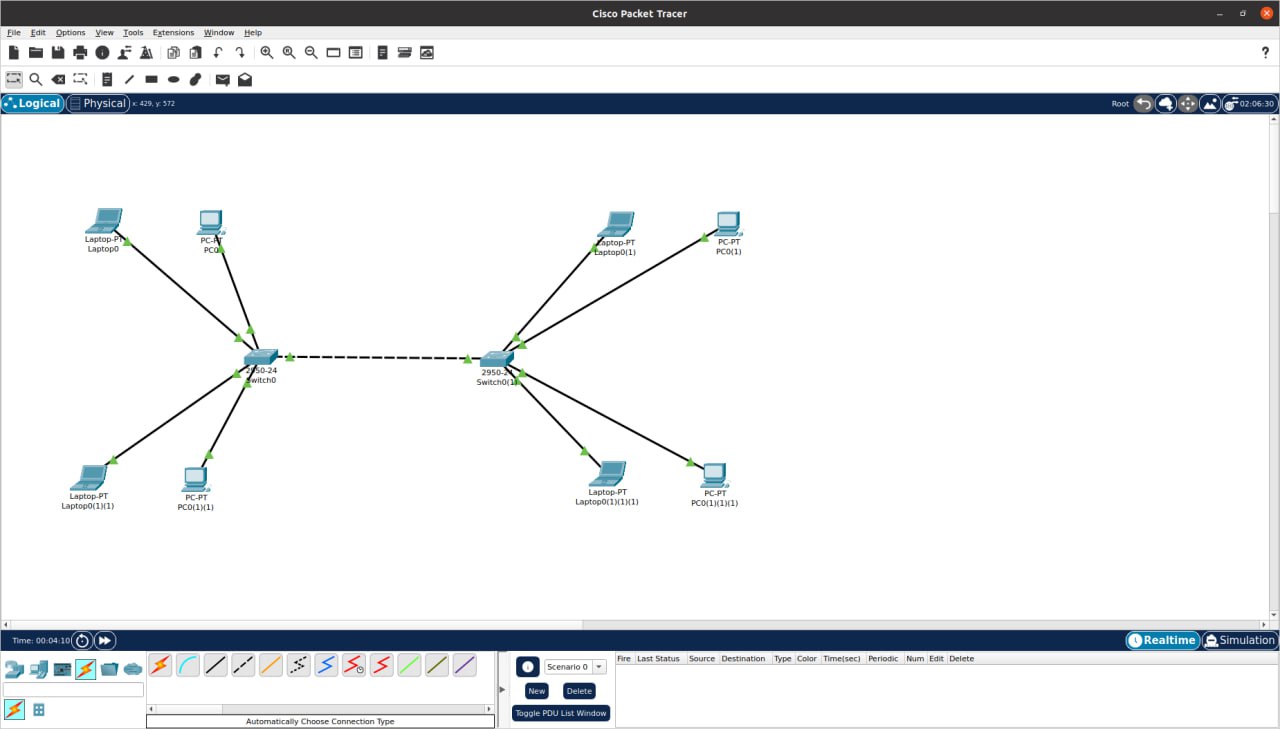 Cisco Packet Tracer
File Edit Options View Tools Extensions Window Help
?
Logical Physical x: 429, y: 572 Root 02:06:30
Laptop-PT
Laptop0
PC-PT
PC0
Laptop-PT
Laptop0(1)
PC-PT
PC0(1)
2950-24
Switch0
2950-24
Switch0(1)
Laptop-PT
Laptop0(1)(1)
PC-PT
PC0(1)(1)
Laptop-PT
Laptop0(1)(1)(1)
PC-PT
PC0(1)(1)(1)
Time: 00:04:10 Realtime Simulation
Scenario 0
New Delete
Toggle PDU List Window
Fire Last Status Source Destination Type Color Time(sec) Periodic Num Edit Delete
Automatically Choose Connection Type